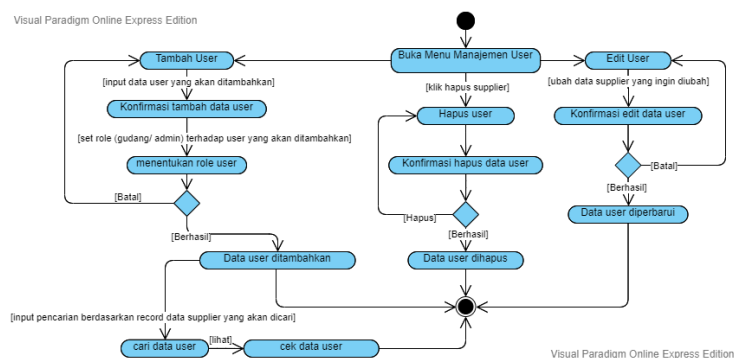 Visual Paradigm Online Express Edition
Tambah User
Buka Menu Manajemen User
Edit User
[input data user yang akan ditambahkan]
[klik hapus supplier]
[ubah data supplier yang ingin diubah]
Konfirmasi tambah data user
Hapus user
Konfirmasi edit data user
[set role (gudang/ admin) terhadap user yang akan ditambahkan]
menentukan role user
Konfirmasi hapus data user
[Batal]
[Batal]
[Berhasil]
[Hapus]
Data user diperbarui
[Berhasil]
[Berhasil]
Data user ditambahkan
Data user dihapus
[input pencarian berdasarkan record data supplier yang akan dicari]
cari data user
[lihat]
cek data user
Visual Paradigm Online Express Edition